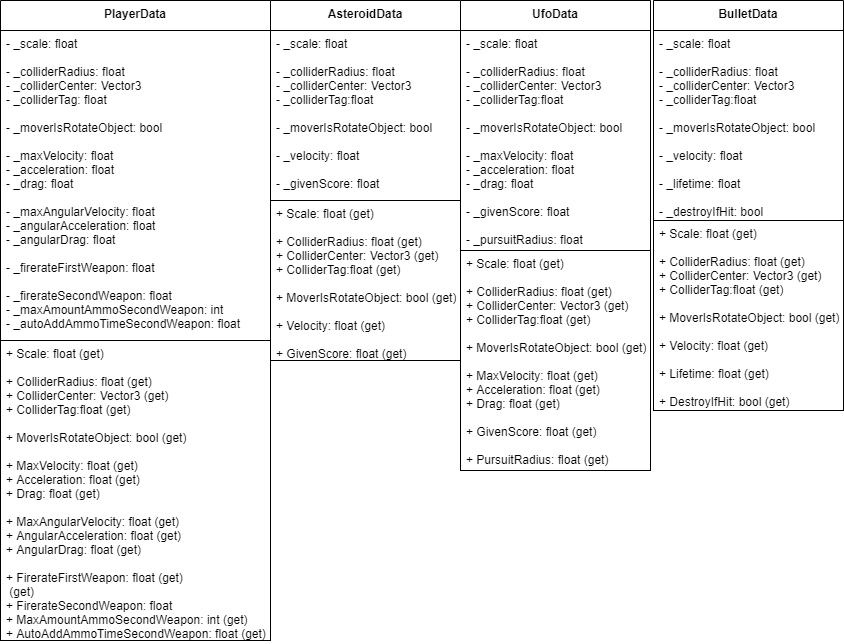 PlayerData
- _scale: float
- _colliderRadius: float
- _colliderCenter: Vector3
- _colliderTag: float
- _moverIsRotateObject: bool
- _maxVelocity: float
- _acceleration: float
- _drag: float
- _maxAngularVelocity: float
- _angularAcceleration: float
- _angularDrag: float
- _firerateFirstWeapon: float
- _firerateSecondWeapon: float
- _maxAmountAmmoSecondWeapon: int
- _autoAddAmmoTimeSecondWeapon: float
+ Scale: float (get)
+ ColliderRadius: float (get)
+ ColliderCenter: Vector3 (get)
+ ColliderTag:float (get)
+ MoverIsRotateObject: bool (get)
+ MaxVelocity: float (get)
+ Acceleration: float (get)
+ Drag: float (get)
+ MaxAngularVelocity: float (get)
+ AngularAcceleration: float (get)
+ AngularDrag: float (get)
+ FirerateFirstWeapon: float (get)
(get)
+ FirerateSecondWeapon: float
+ MaxAmountAmmoSecondWeapon: int (get)
+ AutoAddAmmoTimeSecondWeapon: float (get)
AsteroidData
- _scale: float
- _colliderRadius: float
- _colliderCenter: Vector3
- _colliderTag:float
- _moverIsRotateObject: bool
- _velocity: float
- _givenScore: float
+ Scale: float (get)
+ ColliderRadius: float (get)
+ ColliderCenter: Vector3 (get)
+ ColliderTag:float (get)
+ MoverIsRotateObject: bool (get)
+ Velocity: float (get)
+ GivenScore: float (get)
UfoData
- _scale: float
- _colliderRadius: float
- _colliderCenter: Vector3
- _colliderTag:float
- _moverIsRotateObject: bool
- _maxVelocity: float
- _acceleration: float
- _drag: float
- _givenScore: float
- _pursuitRadius: float
+ Scale: float (get)
+ ColliderRadius: float (get)
+ ColliderCenter: Vector3 (get)
+ ColliderTag:float (get)
+ MoverIsRotateObject: bool (get)
+ MaxVelocity: float (get)
+ Acceleration: float (get)
+ Drag: float (get)
+ GivenScore: float (get)
+ PursuitRadius: float (get)
BulletData
- _scale: float
- _colliderRadius: float
- _colliderCenter: Vector3
- _colliderTag:float
- _moverIsRotateObject: bool
- _velocity: float
- _lifetime: float
- _destroyIfHit: bool
+ Scale: float (get)
+ ColliderRadius: float (get)
+ ColliderCenter: Vector3 (get)
+ ColliderTag:float (get)
+ MoverIsRotateObject: bool (get)
+ Velocity: float (get)
+ Lifetime: float (get)
+ DestroyIfHit: bool (get)